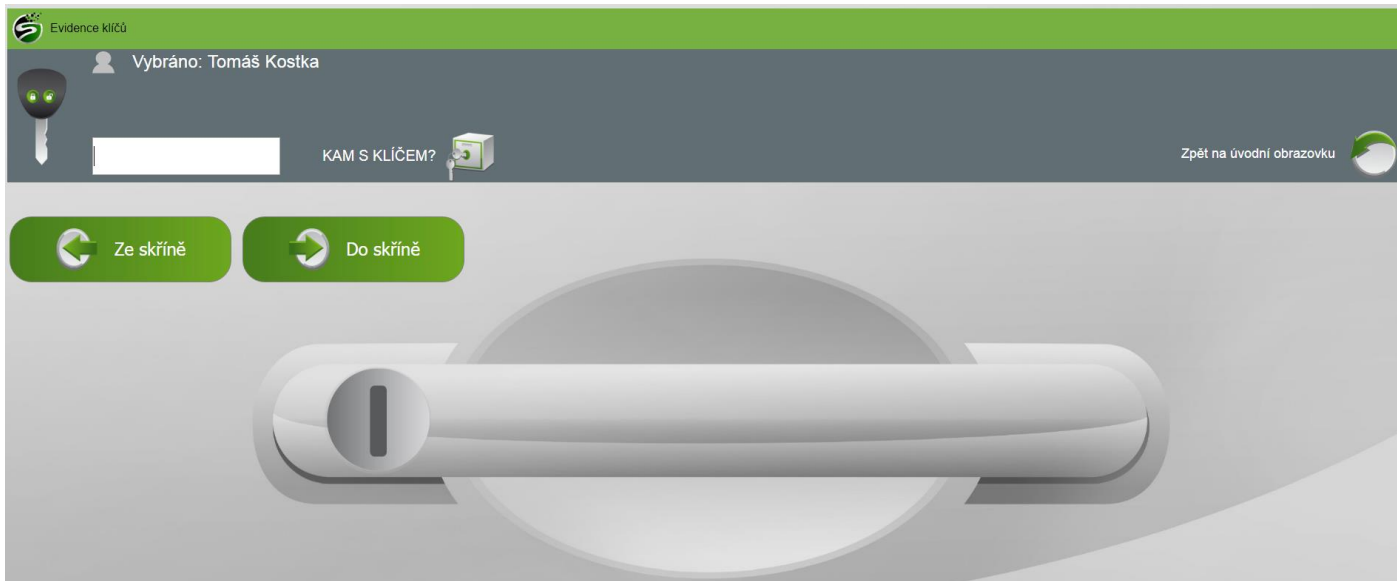 Evidence klíčů
Vybráno: Tomáš Kostka
KAM S KLÍČEM?
Zpět na úvodní obrazovku
Ze skříně
Do skříně